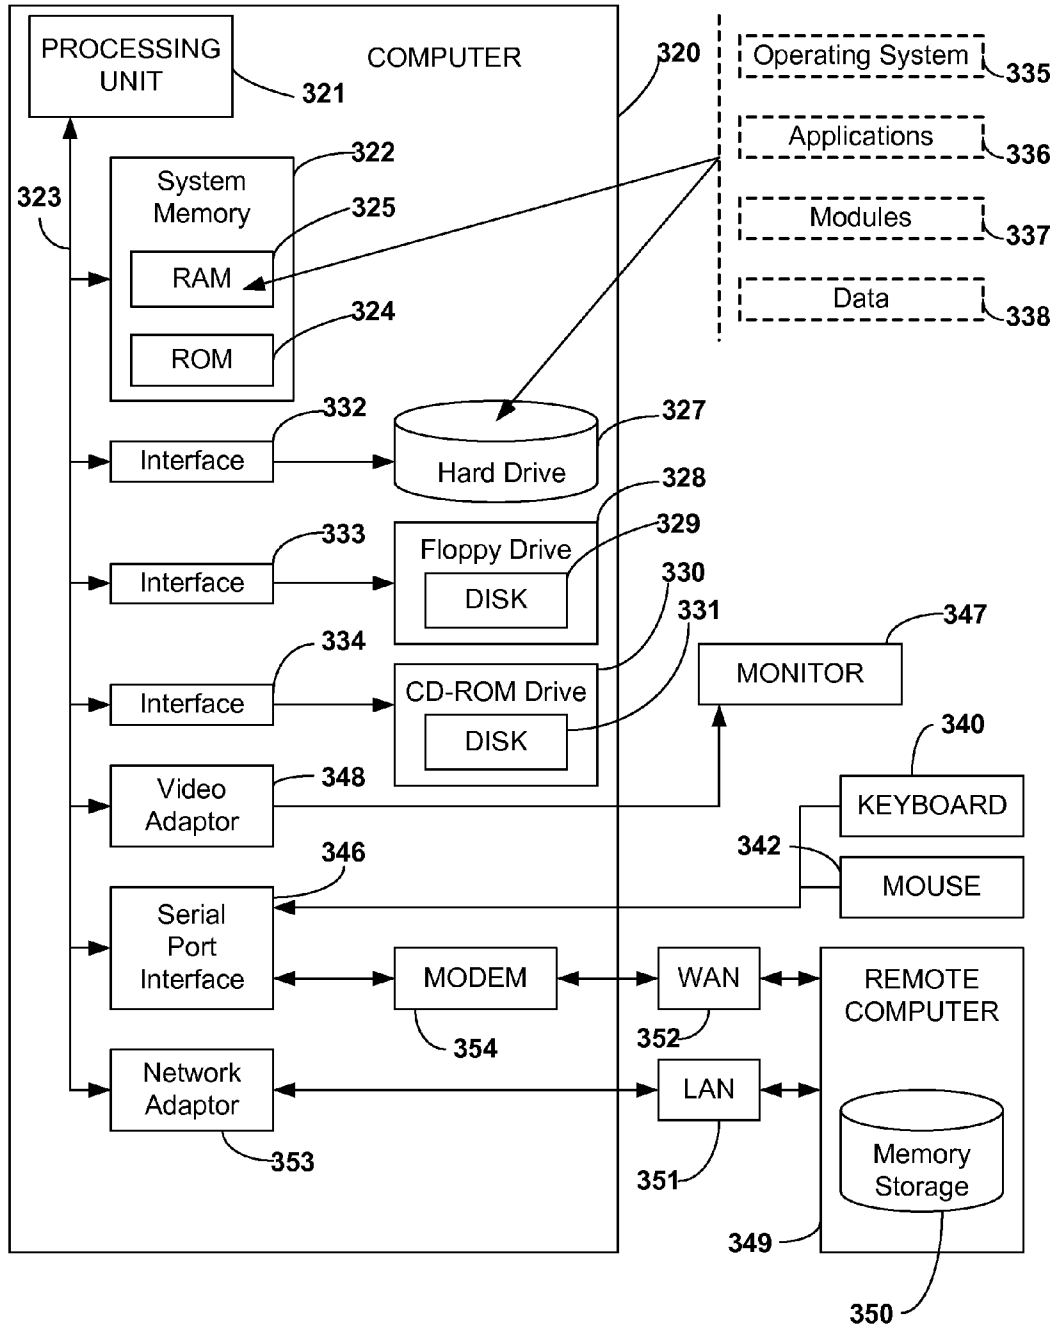 PROCESSING
UNIT
COMPUTER
320
321
Operating System
335
Applications
336
Modules
337
Data
338
323
322
System
Memory
325
RAM
324
ROM
332
Interface
327
Hard Drive
328
329
333
Interface
Floppy Drive
DISK
330
331
334
Interface
CD-ROM Drive
DISK
347
MONITOR
340
KEYBOARD
342
MOUSE
348
Video
Adaptor
346
Serial
Port
Interface
MODEM
354
WAN
352
REMOTE
COMPUTER
Network
Adaptor
353
LAN
351
Memory
Storage
349
350